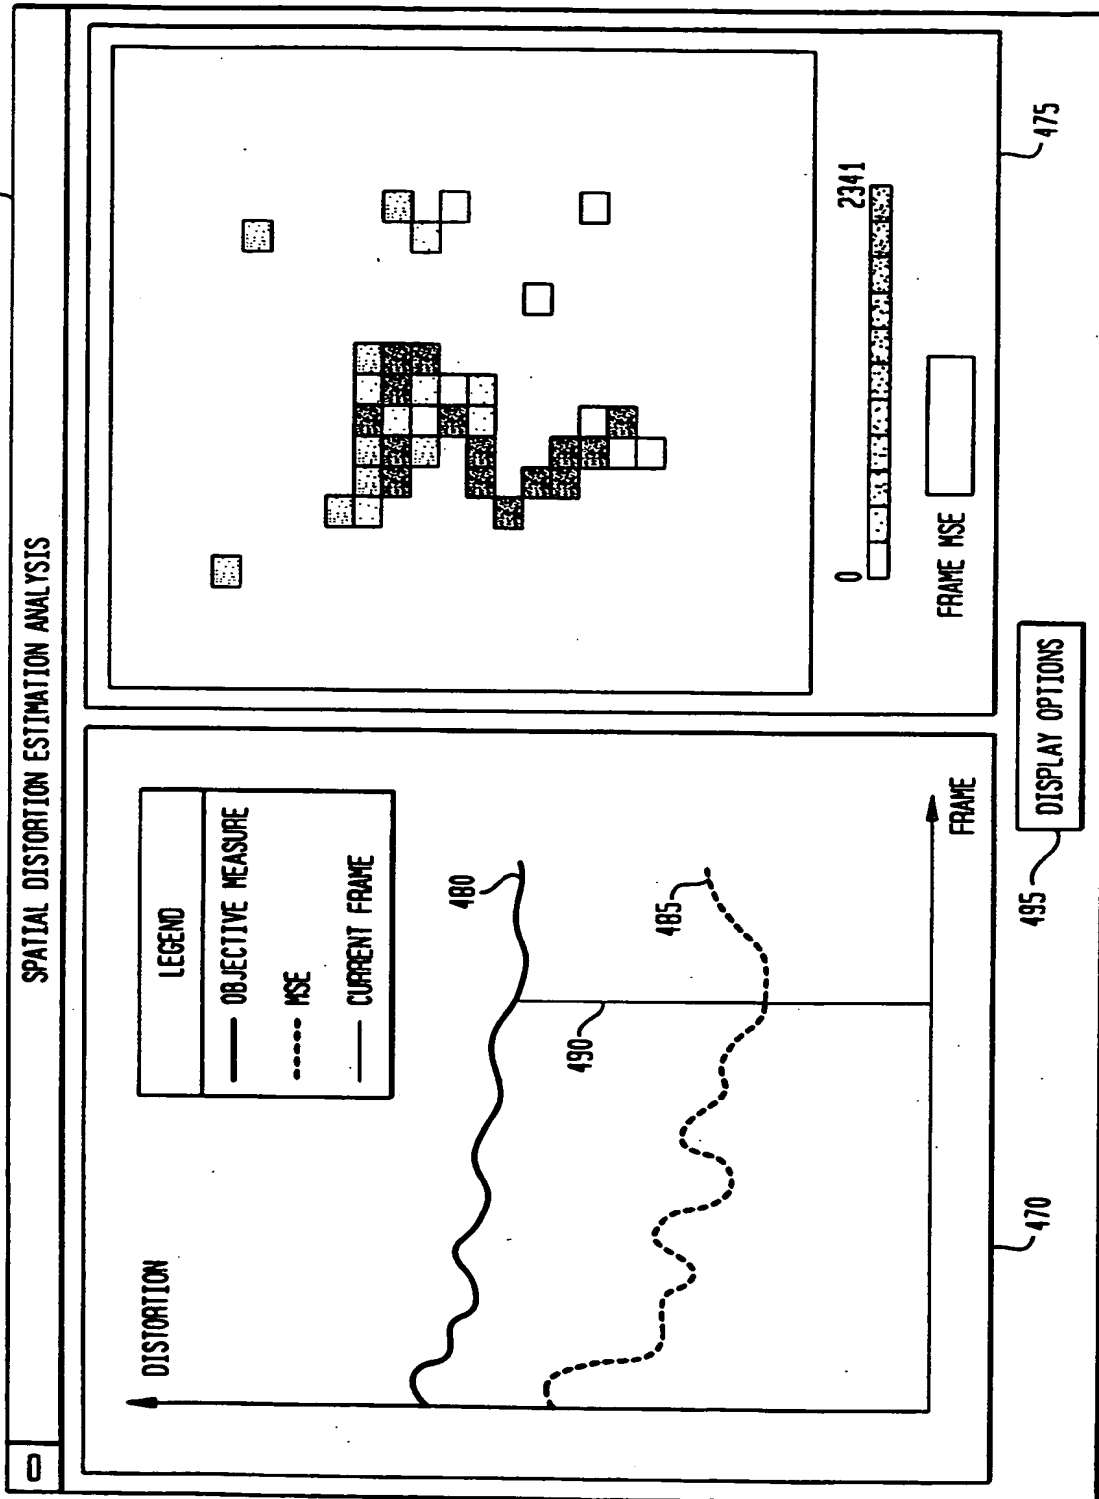 SPATIAL DISTORTION ESTIMATION ANALYSIS
DISTORTION
LEGEND
OBJECTIVE MEASURE
MSE
CURRENT FRAME
480
485
490
FRAME
470
0
2341
FRAME MSE
475
495
DISPLAY OPTIONS